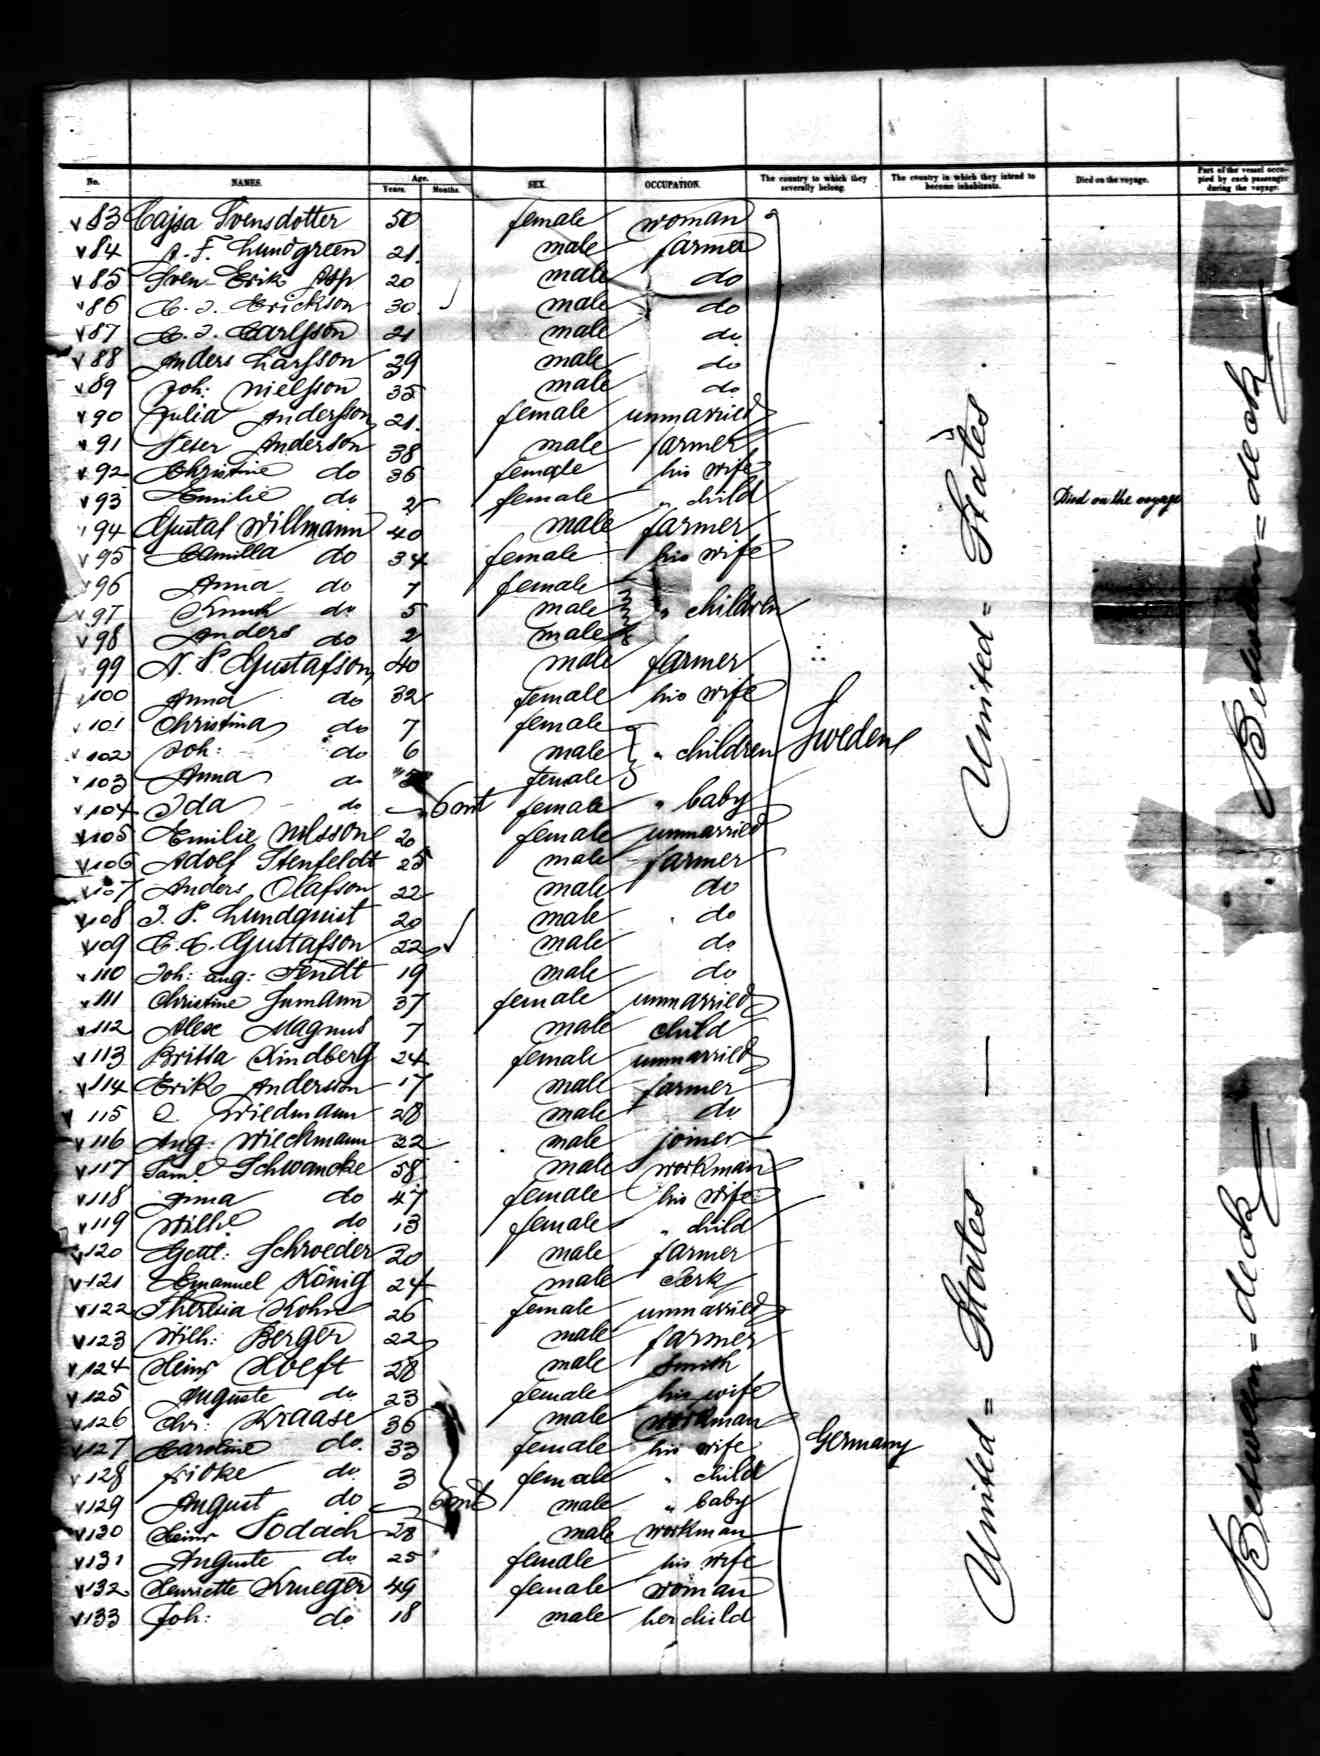 No. NAMES. Age. Years. Months. SEX. OCCUPATION. The country to which they severally belong. The country in which they intend to become inhabitants. Died on the voyage. Part of the vessel occupied by each passenger during the voyage.
83 Cajsa Svensdotter 50 female woman
84 A. F. Lundgreen 21 male farmer
85 Sven Erik Asp 20 male do
86 C. J. Erickson 30 male do
87 C. J. Carlsson 21 male do
88 Anders Larsson 29 male do
89 Joh: Nielsson 35 male do
90 Julia Andersson 21 female unmarried
91 Peter Anderson 38 male farmer
92 Christine do 36 female his wife
93 Emilie do 2 female " child Died on the voyage
94 Gustaf Willmann 40 male farmer
95 Camilla do 34 female his wife
96 Anna do 7 female
97 do 5 male " children
98 Anders do 2 male
99 N. P. Gustafson 40 male farmer
100 Anna do 32 female his wife
101 Christina do 7 female
102 Joh: do 6 male " children Sweden
103 Anna do female
104 Ida do 6 mt female " baby
105 Emilie Nilsson 20 female unmarried
106 Adolf Stenfeldt 25 male farmer
107 Anders Olafson 22 male do
108 J. P. Lundquist 20 male do
109 C. C. Gustafson 22 male do
110 Joh: aug: Sendt 19 male do
111 Christine 37 female unmarried
112 Alex Magnus 7 male child
113 Britta Lindberg 24 female unmarried
114 Erik Anderson 17 male farmer
115 Wiedmann 28 male do
116 Aug: Wieckmann 32 male joiner
117 Saml. Schwancke 58 male workman
118 Anna do 47 female his wife
119 Wilhe do 13 female " child
120 Gottl: Schroeder 30 male farmer
121 Emanuel König 24 male clerk
122 Theresia Kohn 26 female unmarried
123 Wilh: Berger 22 male farmer
124 Heinr Hoeft 28 male Smith
125 Auguste do 23 female his wife
126 Chr: Kraase 36 male workman
127 Caroline do 33 female his wife Germany
128 fridke do 3 female " child
129 August do 6 mt male " baby
130 Heinr Sodach 28 male workman
131 Auguste do 25 female his wife
132 Henriette Krueger 49 female woman
133 Joh: do 18 male her child
United = States
United = States
Between = deck
Between = deck